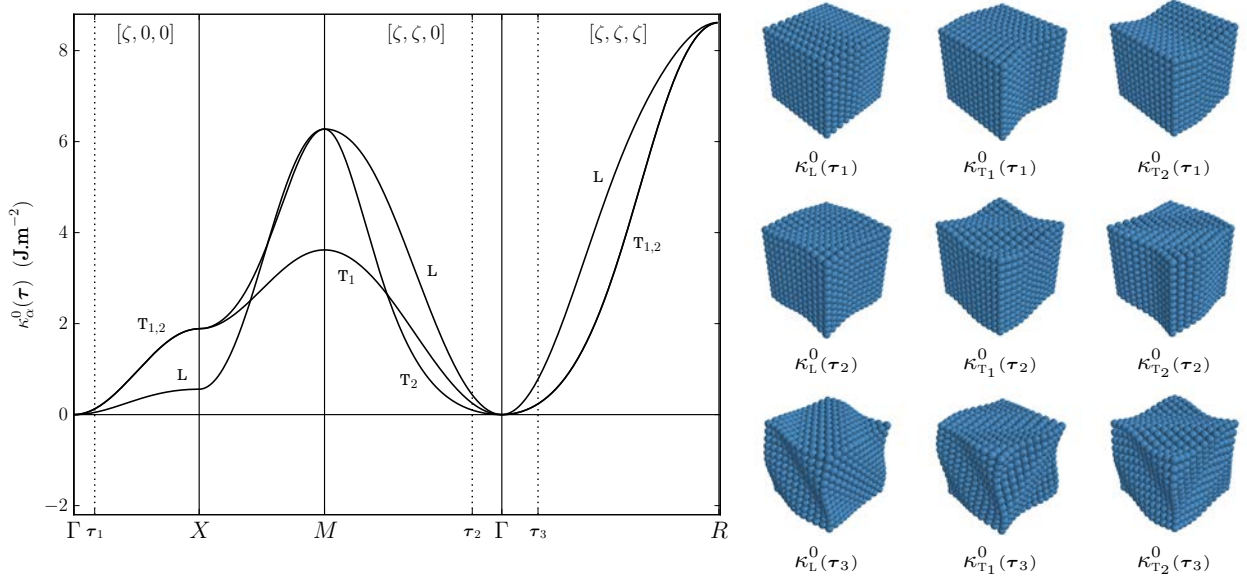 [ζ, 0, 0] [ζ, ζ, 0] [ζ, ζ, ζ]
8
6
4
2
0
−2
κ⁰_α(τ) (J.m⁻²)
T₁,₂
L
T₁
L
T₂
L
T₁,₂
Γ τ₁ X M τ₂ Γ τ₃ R
κ⁰_L(τ₁) κ⁰_T₁(τ₁) κ⁰_T₂(τ₁)
κ⁰_L(τ₂) κ⁰_T₁(τ₂) κ⁰_T₂(τ₂)
κ⁰_L(τ₃) κ⁰_T₁(τ₃) κ⁰_T₂(τ₃)